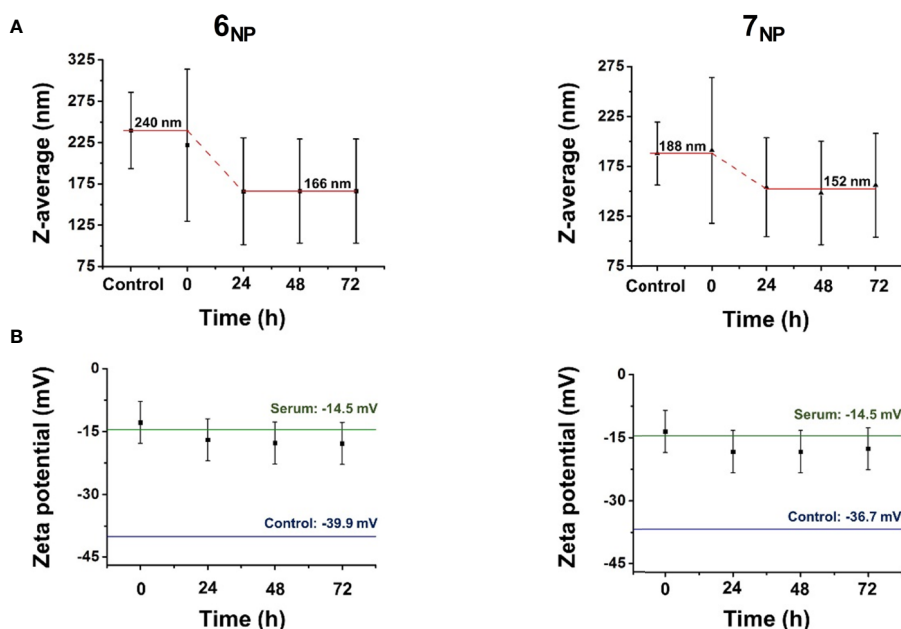 A
6NP
Z-average (nm)
325
275
225
175
125
75
240 nm
166 nm
Control 0 24 48 72
Time (h)
7NP
Z-average (nm)
275
225
175
125
75
188 nm
152 nm
Control 0 24 48 72
Time (h)
B
Zeta potential (mV)
0
-15
-30
-45
Serum: -14.5 mV
Control: -39.9 mV
0 24 48 72
Time (h)
Zeta potential (mV)
0
-15
-30
-45
Serum: -14.5 mV
Control: -36.7 mV
0 24 48 72
Time (h)